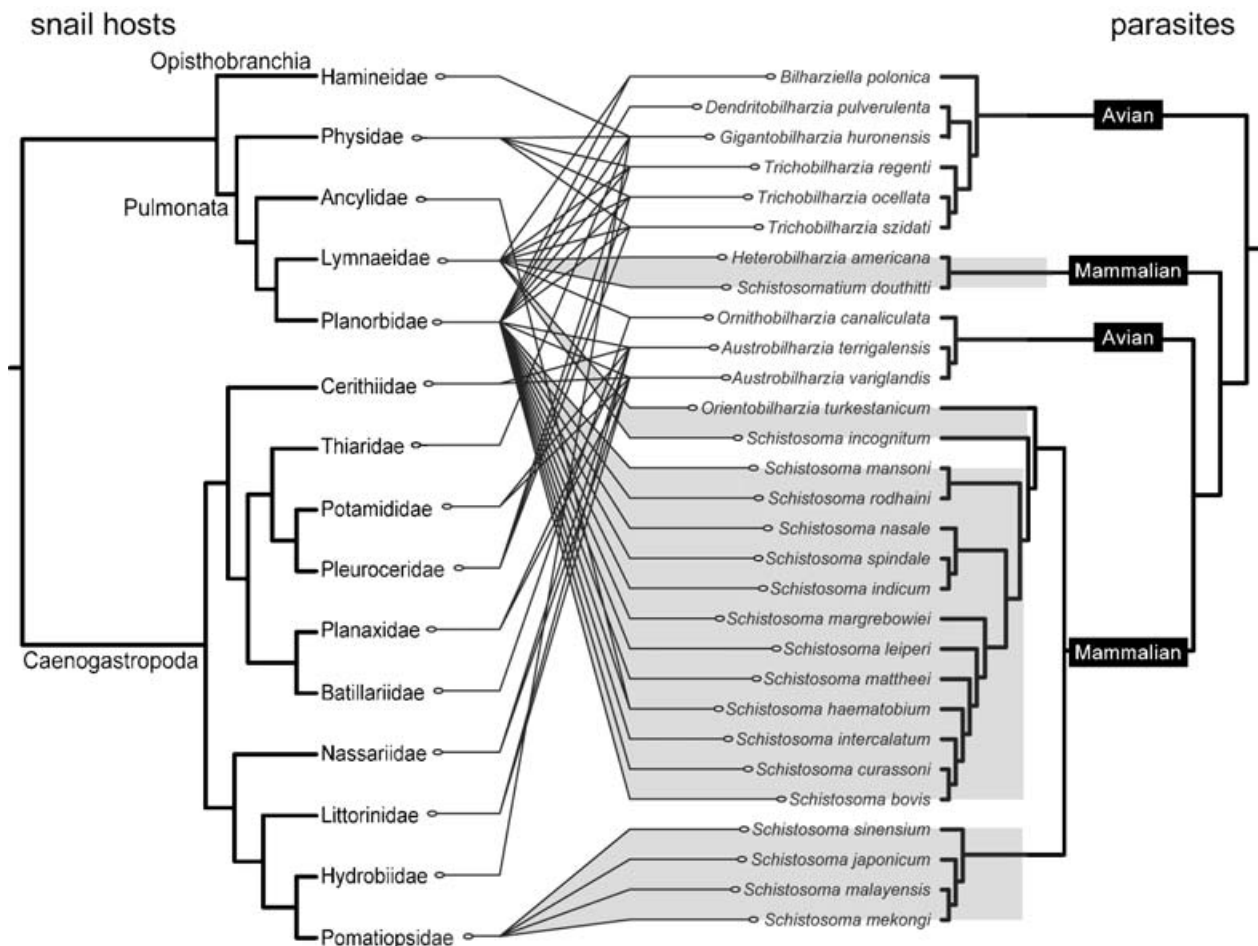 snail hosts
parasites
Opisthobranchia
Pulmonata
Caenogastropoda
Hamineidae
Physidae
Ancylidae
Lymnaeidae
Planorbidae
Cerithiidae
Thiaridae
Potamididae
Pleuroceridae
Planaxidae
Batillariidae
Nassariidae
Littorinidae
Hydrobiidae
Pomatiopsidae
Bilharziella polonica
Dendritobilharzia pulverulenta
Gigantobilharzia huronensis
Trichobilharzia regenti
Trichobilharzia ocellata
Trichobilharzia szidati
Heterobilharzia americana
Schistosomatium douthitti
Ornithobilharzia canaliculata
Austrobilharzia terrigalensis
Austrobilharzia variglandis
Orientobilharzia turkestanicum
Schistosoma incognitum
Schistosoma mansoni
Schistosoma rodhaini
Schistosoma nasale
Schistosoma spindale
Schistosoma indicum
Schistosoma margrebowiei
Schistosoma leiperi
Schistosoma mattheei
Schistosoma haematobium
Schistosoma intercalatum
Schistosoma curassoni
Schistosoma bovis
Schistosoma sinensium
Schistosoma japonicum
Schistosoma malayensis
Schistosoma mekongi
Avian
Mammalian
Avian
Mammalian